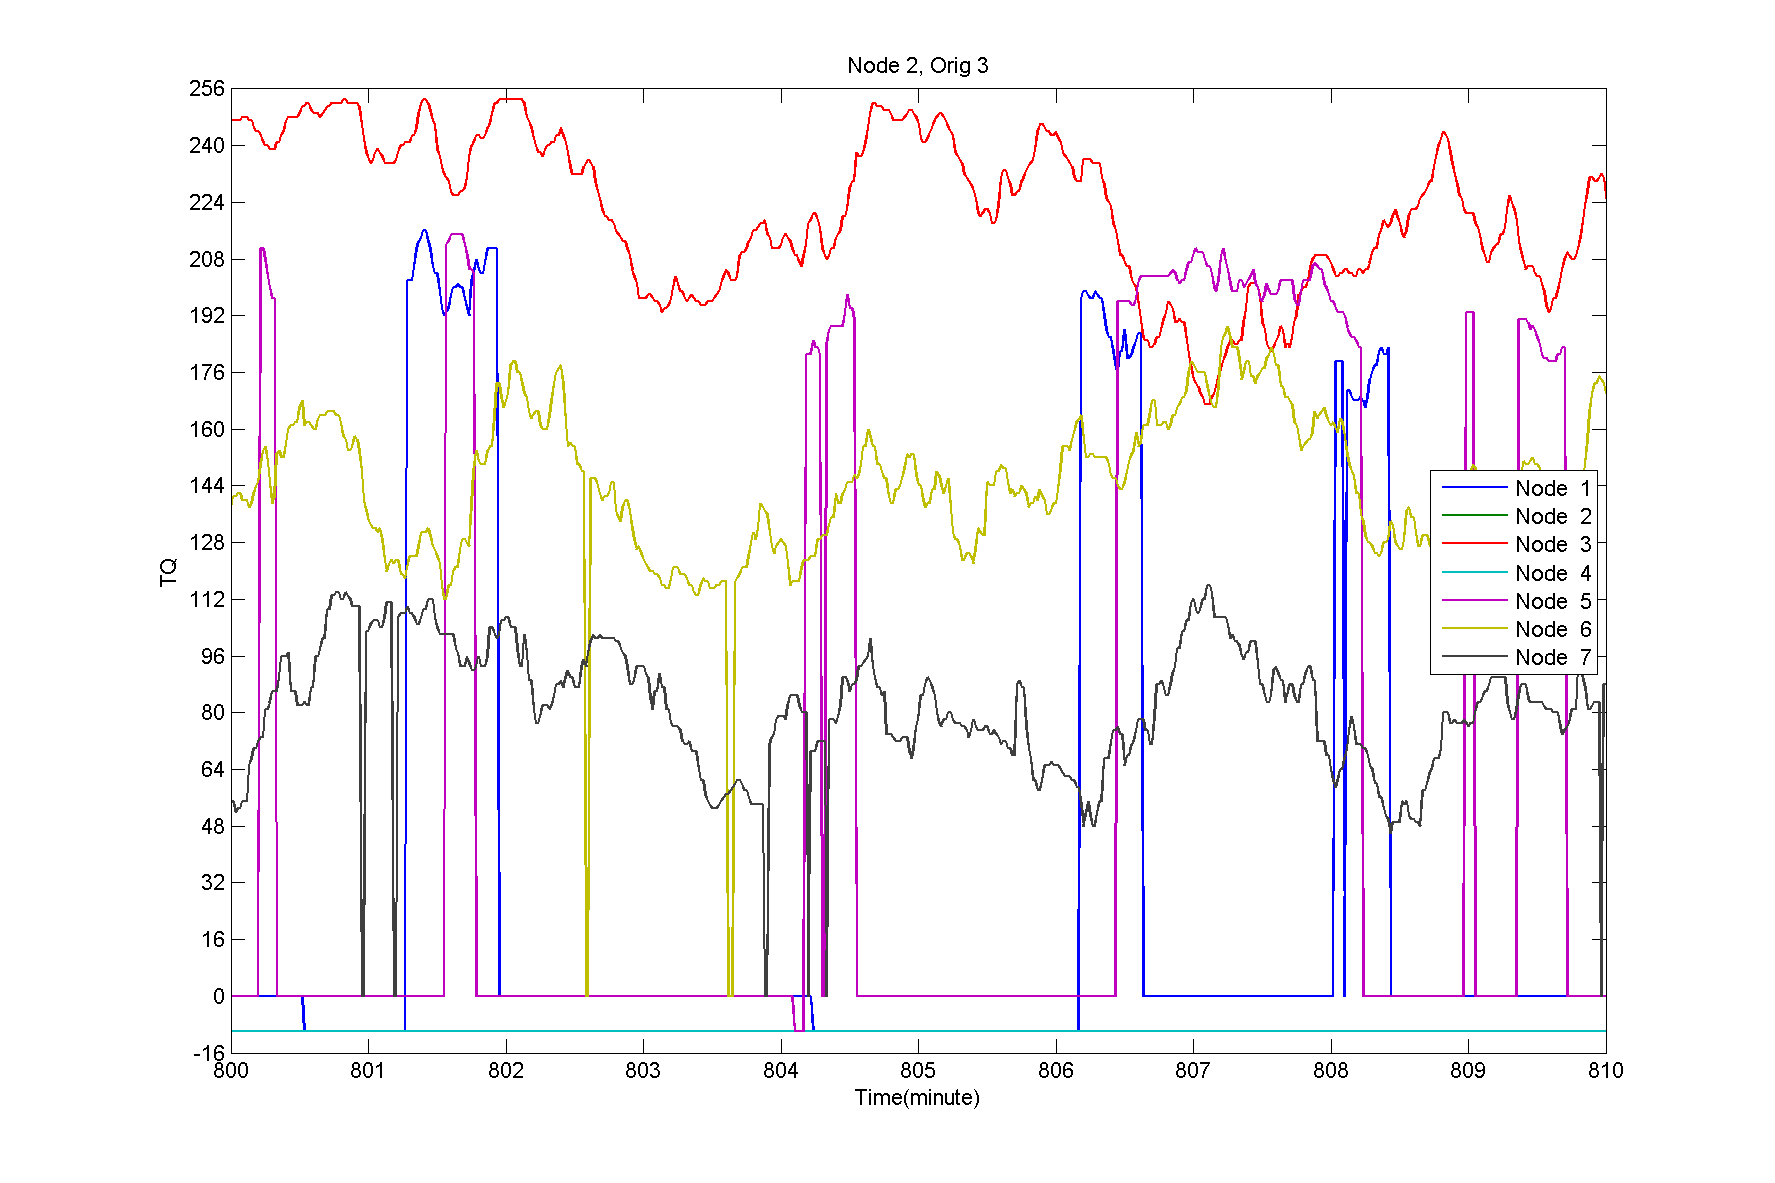 Node 2, Orig 3
256
240
224
208
192
176
160
144
128
112
96
80
64
48
32
16
0
-16
TQ
800 801 802 803 804 805 806 807 808 809 810
Time(minute)
Node 1
Node 2
Node 3
Node 4
Node 5
Node 6
Node 7